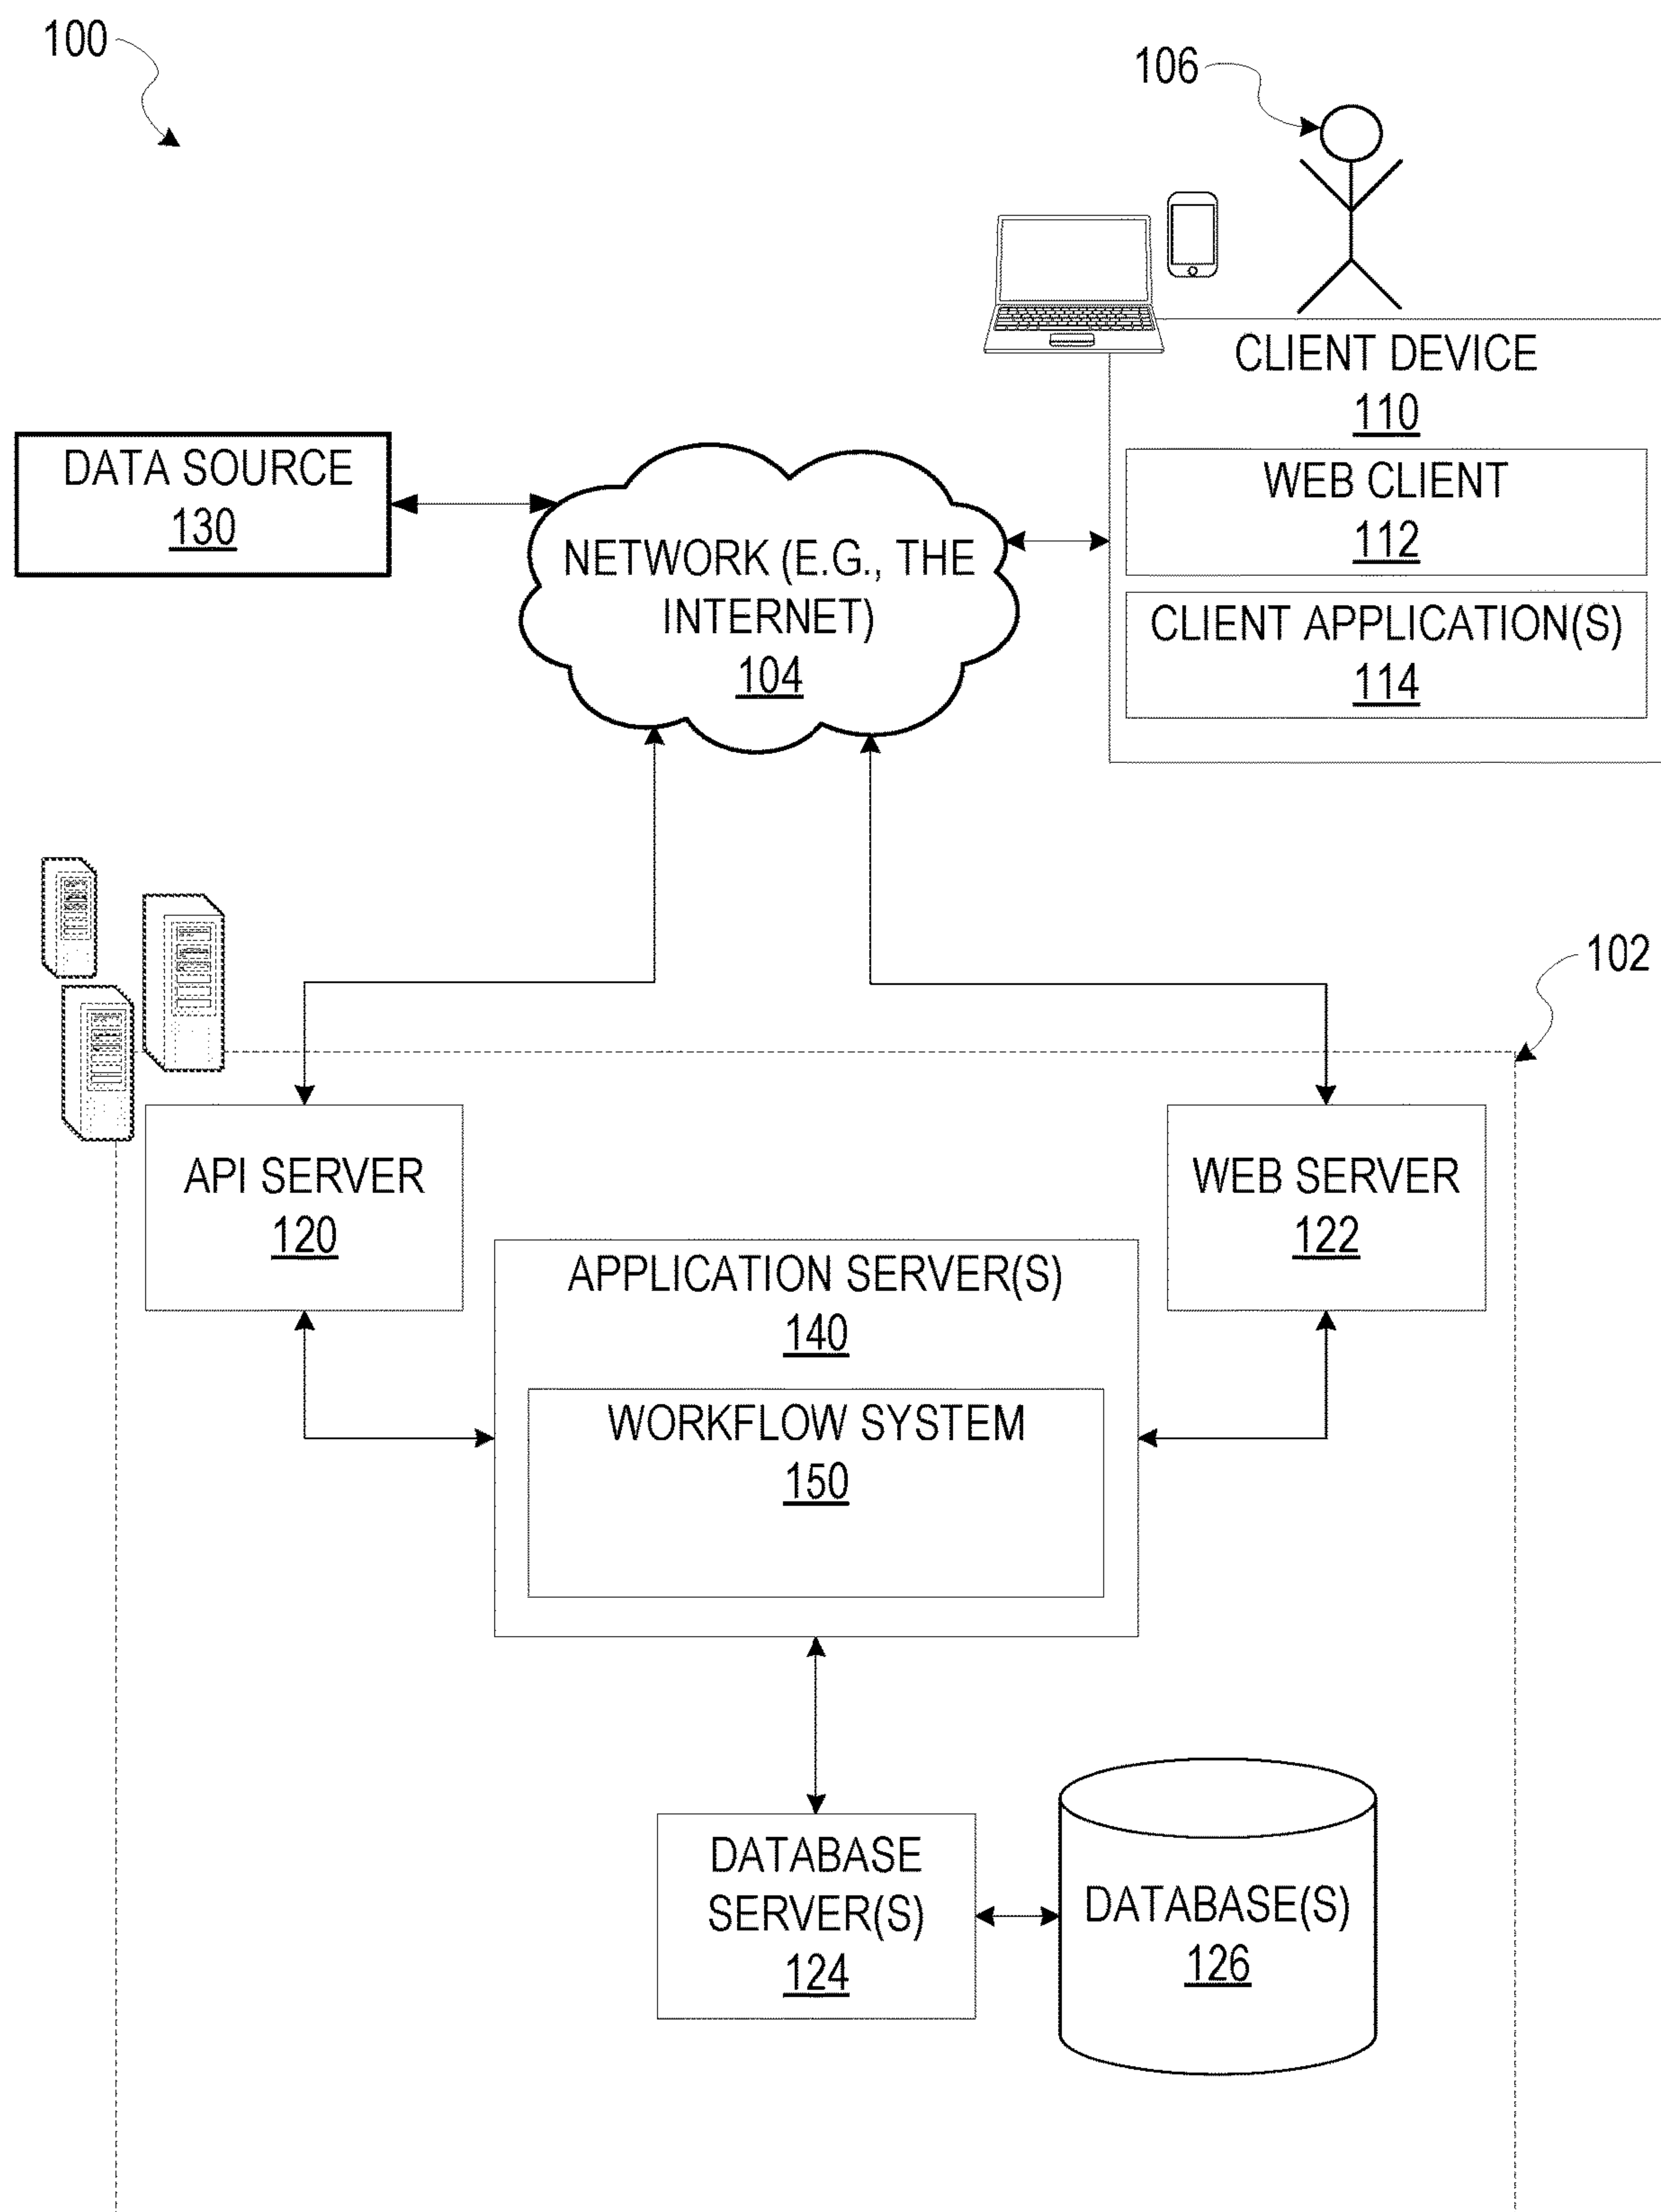 100
106
CLIENT DEVICE
110
WEB CLIENT
112
CLIENT APPLICATION(S)
114
DATA SOURCE
130
NETWORK (E.G., THE
INTERNET)
104
102
API SERVER
120
WEB SERVER
122
APPLICATION SERVER(S)
140
WORKFLOW SYSTEM
150
DATABASE
SERVER(S)
124
DATABASE(S)
126